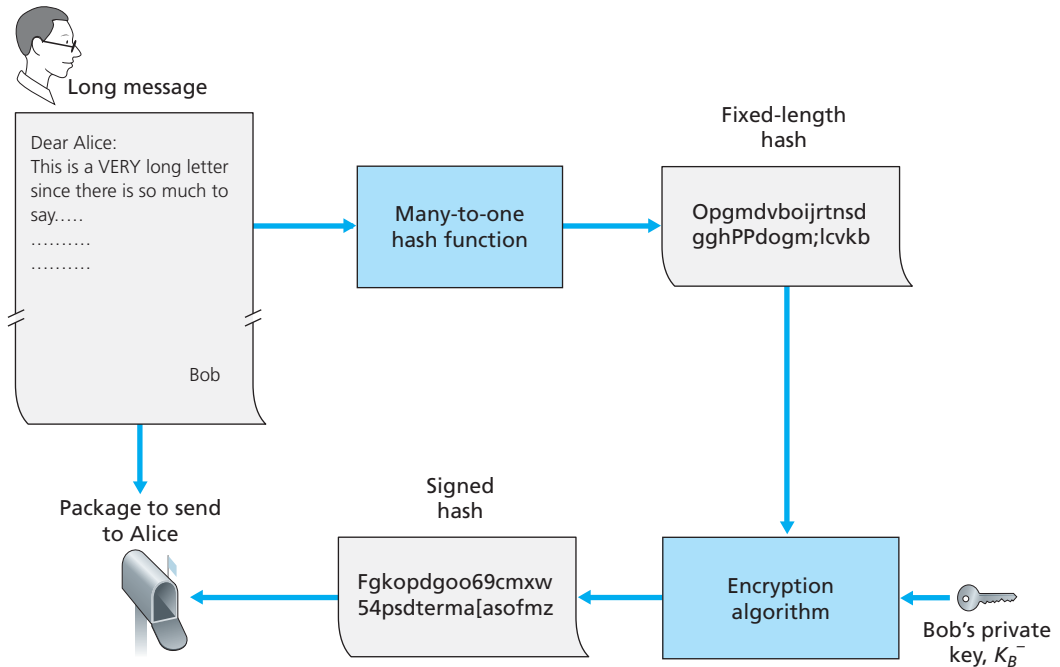 Long message
Dear Alice:
This is a VERY long letter
since there is so much to
say.....
..........
..........
Bob
Many-to-one
hash function
Fixed-length
hash
Opgmdvboijrtnsd
gghPPdogm;lcvkb
Package to send
to Alice
Signed
hash
Fgkopdgoo69cmxw
54psdterma[asofmz
Encryption
algorithm
Bob's private
key, K_B^–